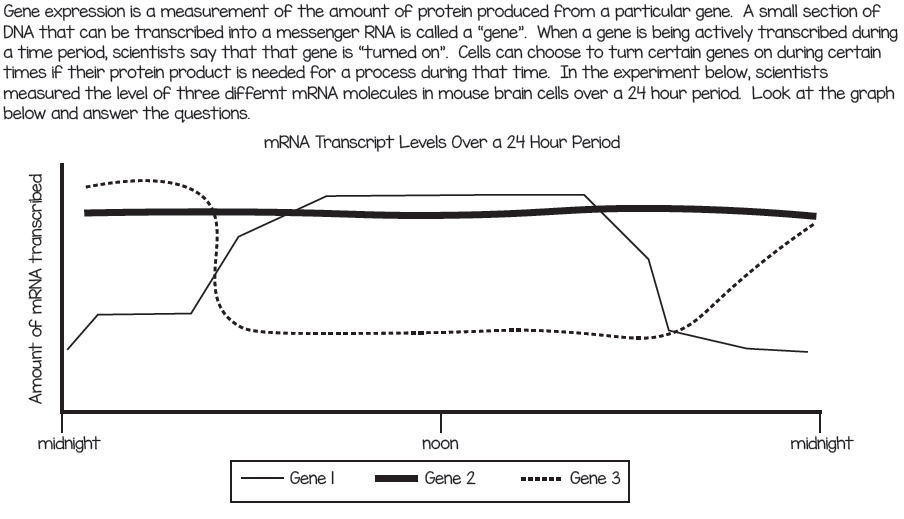 Gene expression is a measurement of the amount of protein produced from a particular gene. A small section of
DNA that can be transcribed into a messenger RNA is called a "gene". When a gene is being actively transcribed during
a time period, scientists say that that gene is "turned on". Cells can choose to turn certain genes on during certain
times if their protein product is needed for a process during that time. In the experiment below, scientists
measured the level of three differnt mRNA molecules in mouse brain cells over a 24 hour period. Look at the graph
below and answer the questions.
mRNA Transcript Levels Over a 24 Hour Period
Amount of mRNA transcribed
midnight noon midnight
Gene 1 Gene 2 Gene 3